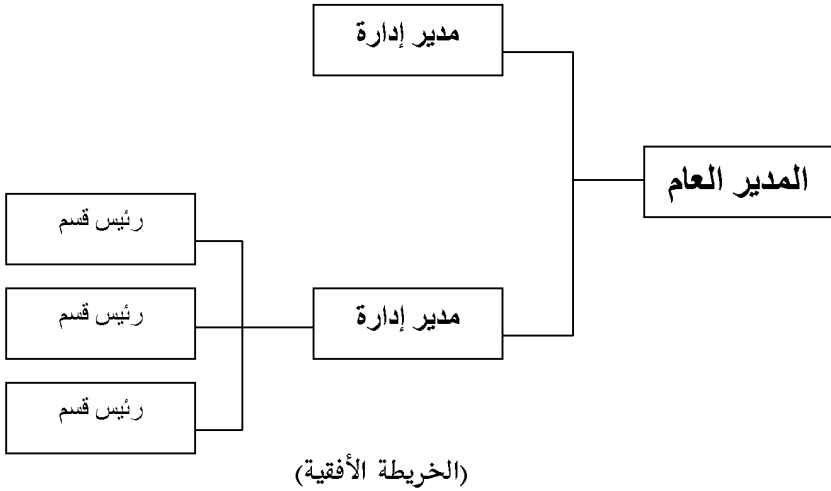 مدير إدارة
المدير العام
رئيس قسم
رئيس قسم
مدير إدارة
رئيس قسم
(الخريطة الأفقية)